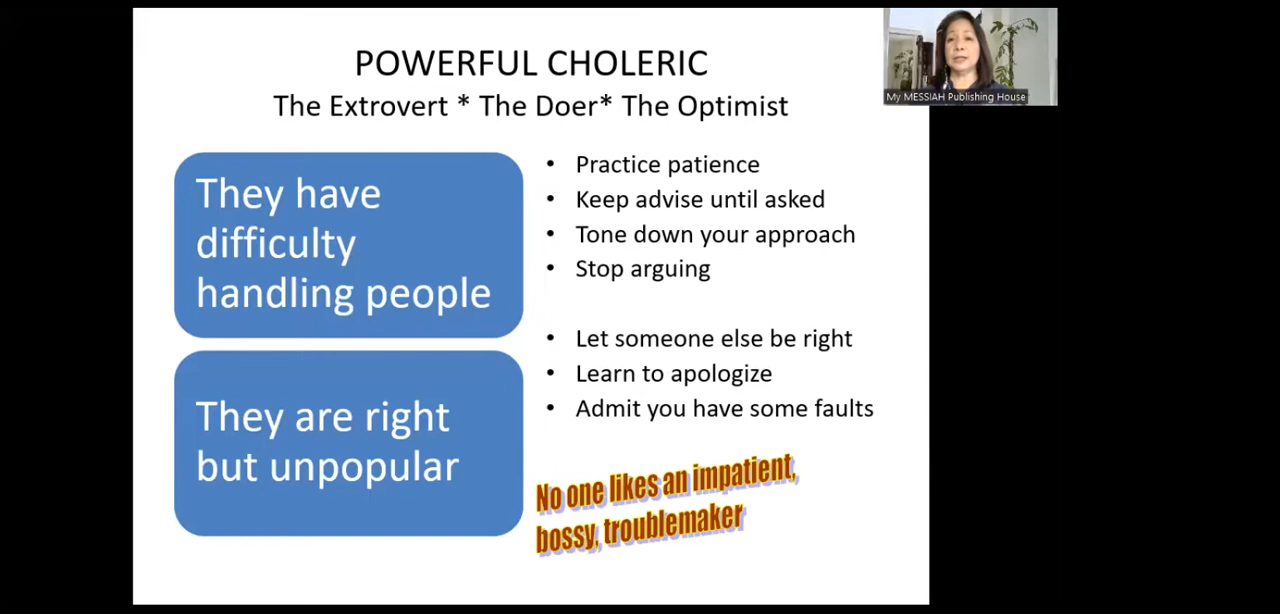 POWERFUL CHOLERIC
The Extrovert * The Doer* The Optimist
My MESSIAH Publishing House
They have
difficulty
handling people
• Practice patience
• Keep advise until asked
• Tone down your approach
• Stop arguing
They are right
but unpopular
• Let someone else be right
• Learn to apologize
• Admit you have some faults
No one likes an impatient,
bossy, troublemaker